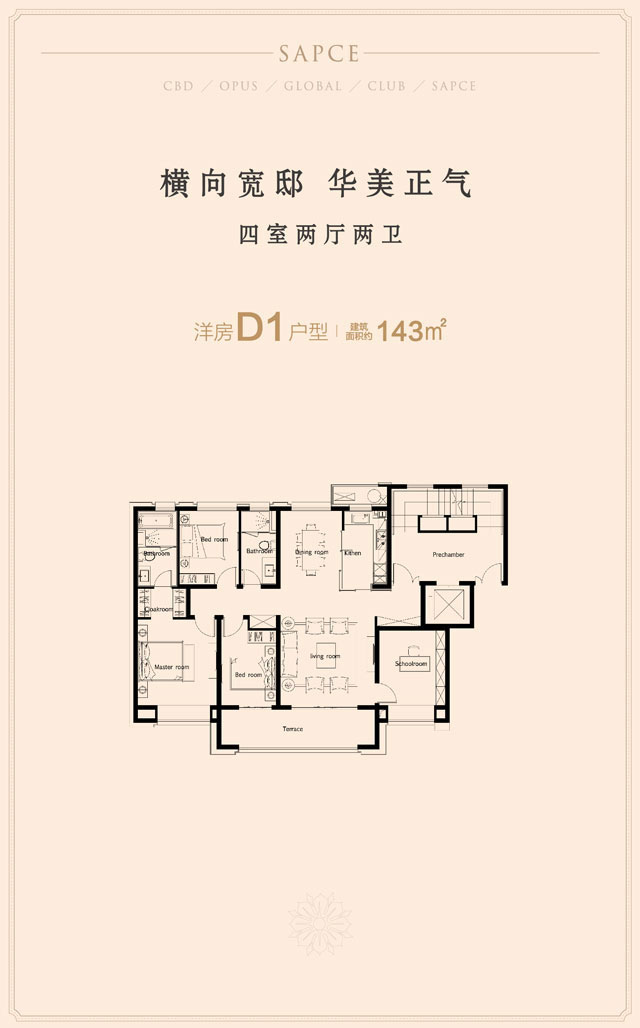 SAPCE
CBD / OPUS / GLOBAL / CLUB / SAPCE
横向宽邸 华美正气
四室两厅两卫
洋房D1户型 | 建筑面积约 143㎡
Bathroom
Bed room
Bathroom
Dining room
Kithen
Prechamber
Cloakroom
Master room
Bed room
living room
Schoolroom
Terrace